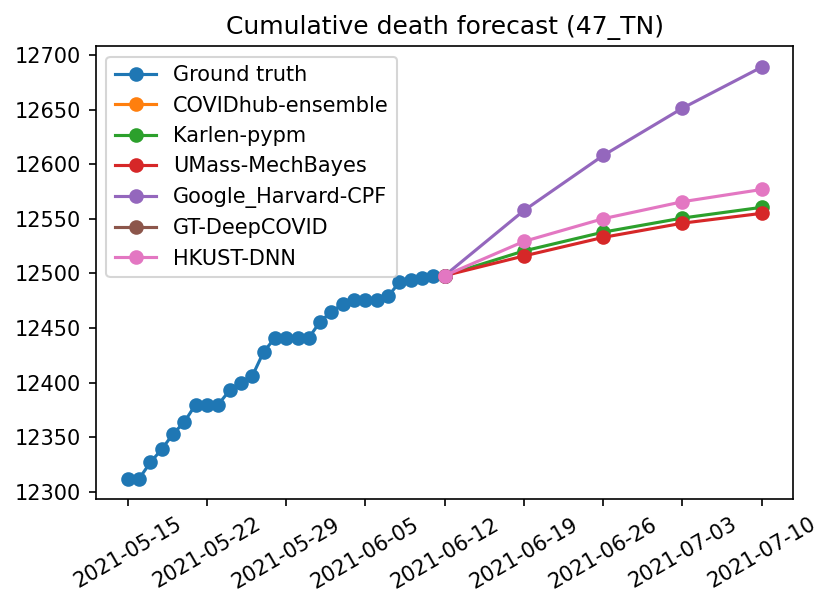 Cumulative death forecast (47_TN)
12700
12650
12600
12550
12500
12450
12400
12350
12300
Ground truth
COVIDhub-ensemble
Karlen-pypm
UMass-MechBayes
Google_Harvard-CPF
GT-DeepCOVID
HKUST-DNN
2021-05-15
2021-05-22
2021-05-29
2021-06-05
2021-06-12
2021-06-19
2021-06-26
2021-07-03
2021-07-10